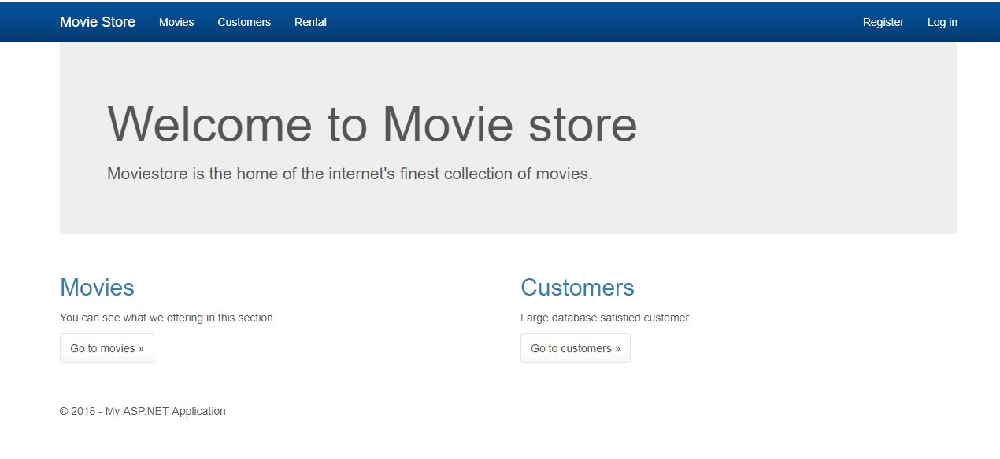 Movie Store Movies Customers Rental Register Log in
Welcome to Movie store
Moviestore is the home of the internet's finest collection of movies.
Movies
You can see what we offering in this section
Go to movies »
Customers
Large database satisfied customer
Go to customers »
© 2018 - My ASP.NET Application